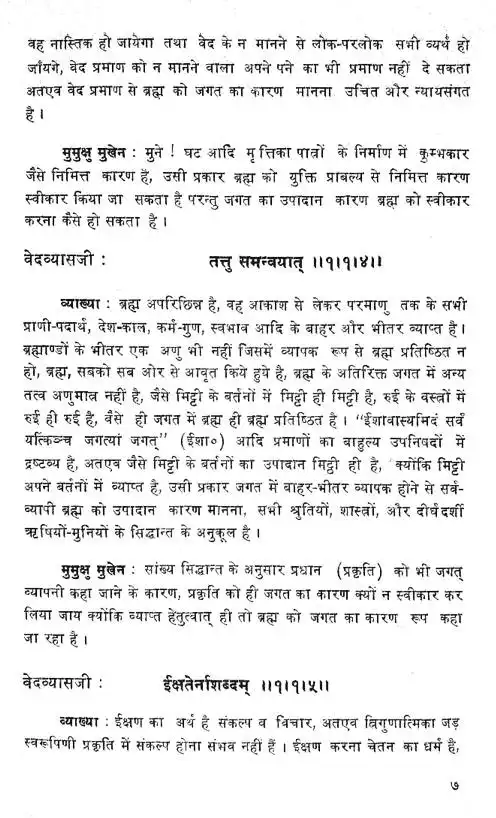 वह नास्तिक हो जायेगा तथा वेद के न मानने से लोक-परलोक सभी व्यर्थ हो
जाँयगे, वेद प्रमाण को न मानने वाला अपने पने का भी प्रमाण नहीं दे सकता
अतएव वेद प्रमाण से ब्रह्म को जगत का कारण मानना उचित और न्यायसंगत
है ।
मुमुक्षु मुखेन : मुने ! घट आदि मृत्तिका पात्रों के निर्माण में कुम्भकार
जैसे निमित्त कारण है, उसी प्रकार ब्रह्म को युक्ति प्राबल्य से निमित्त कारण
स्वीकार किया जा सकता है परन्तु जगत का उपादान कारण ब्रह्म को स्वीकार
करना कैसे हो सकता है ।
वेदव्यासजी : तत्तु समन्वयात् ।।१।१।४।।
व्याख्या : ब्रह्म अपरिछिन्न है, वह आकाश से लेकर परमाणु तक के सभी
प्राणी-पदार्थ, देश-काल, कर्म-गुण, स्वभाव आदि के बाहर और भीतर व्याप्त है ।
ब्रह्माण्डों के भीतर एक अणु भी नहीं जिसमें व्यापक रूप से ब्रह्म प्रतिष्ठित न
हो, ब्रह्म, सबको सब ओर से आवृत किये हुये है, ब्रह्म के अतिरिक्त जगत में अन्य
तत्व अणुमात्र नहीं है, जैसे मिट्टी के बर्तनों में मिट्टी ही मिट्टी है, रुई के वस्त्रों में
रुई ही रुई है, वैसे ही जगत में ब्रह्म ही ब्रह्म प्रतिष्ठित है । "ईशावास्यमिदं सर्वं
यत्किञ्च जगत्यां जगत्" (ईशा०) आदि प्रमाणों का बाहुल्य उपनिषदों में
द्रष्टव्य है, अतएव जैसे मिट्टी के बर्तनों का उपादान मिट्टी ही है, क्योंकि मिट्टी
अपने बर्तनों में व्याप्त है, उसी प्रकार जगत में बाहर-भीतर व्यापक होने से सर्व-
व्यापी ब्रह्म को उपादान कारण मानना, सभी श्रुतियों, शास्त्रों, और दीर्घदर्शी
ऋषियों-मुनियों के सिद्धान्त के अनुकूल है ।
मुमुक्षु मुखेन : सांख्य सिद्धान्त के अनुसार प्रधान (प्रकृति) को भी जगत्
व्यापनी कहा जाने के कारण, प्रकृति को ही जगत का कारण क्यों न स्वीकार कर
लिया जाय क्योंकि व्याप्त हेतुत्वात् ही तो ब्रह्म को जगत का कारण रूप कहा
जा रहा है ।
वेदव्यासजी : ईक्षतेर्नाशब्दम् ।।१।१।५।।
व्याख्या : ईक्षण का अर्थ है संकल्प व विचार, अतएव त्रिगुणात्मिका जड़
स्वरूपिणी प्रकृति में संकल्प होना संभव नहीं हैं । ईक्षण करना चेतन का धर्म है,
७